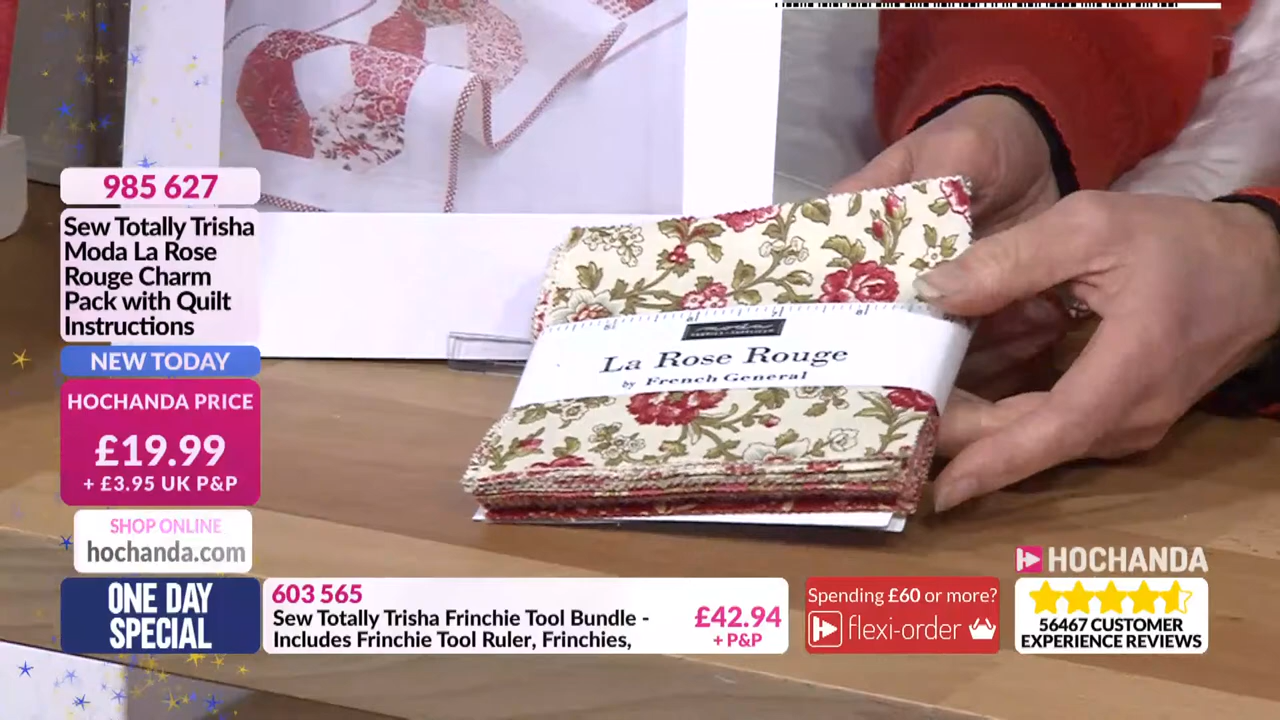 985 627
Sew Totally Trisha
Moda La Rose
Rouge Charm
Pack with Quilt
Instructions
NEW TODAY
HOCHANDA PRICE
£19.99
+ £3.95 UK P&P
SHOP ONLINE
hochanda.com
moda
La Rose Rouge
by French General
ONE DAY
SPECIAL
603 565
Sew Totally Trisha Frinchie Tool Bundle -
Includes Frinchie Tool Ruler, Frinchies,
£42.94
+ P&P
Spending £60 or more?
flexi-order
HOCHANDA
56467 CUSTOMER
EXPERIENCE REVIEWS